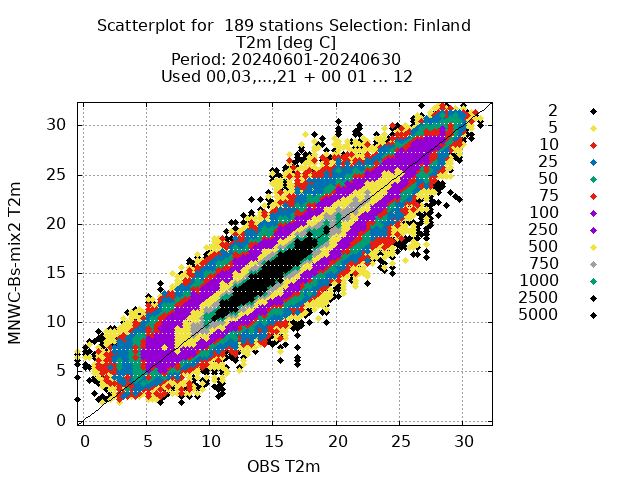 Scatterplot for  189 stations Selection: Finland
T2m [deg C]
Period: 20240601-20240630
Used 00,03,...,21 + 00 01 ... 12
MNWC-Bs-mix2 T2m
30
25
20
15
10
5
0
0 5 10 15 20 25 30
OBS T2m
2
5
10
25
50
75
100
250
500
750
1000
2500
5000